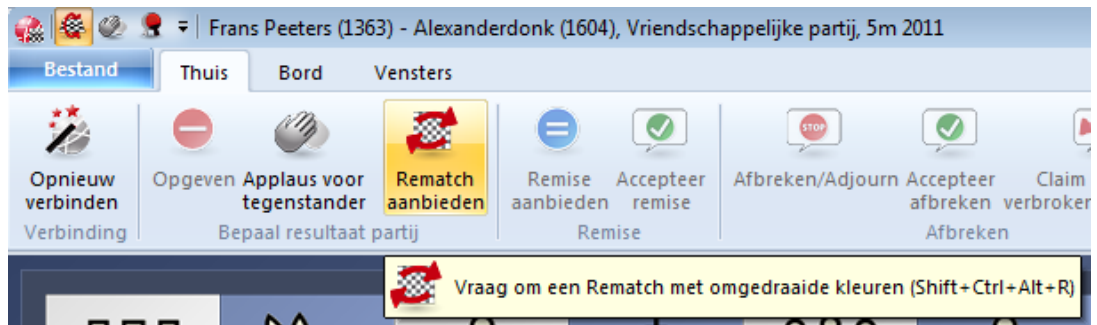 Frans Peeters (1363) - Alexanderdonk (1604), Vriendschappelijke partij, 5m 2011
Bestand Thuis Bord Vensters
STOP
Opnieuw verbinden
Opgeven
Applaus voor tegenstander
Rematch aanbieden
Remise aanbieden
Accepteer remise
Afbreken/Adjourn
Accepteer afbreken
Claim
Verbinding Bepaal resultaat partij Remise Afbreken
Vraag om een Rematch met omgedraaide kleuren (Shift+Ctrl+Alt+R)